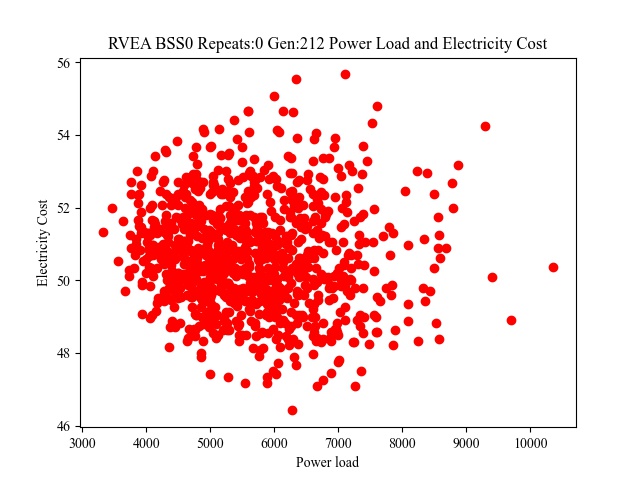 RVEA BSS0 Repeats:0 Gen:212 Power Load and Electricity Cost
56
54
52
50
48
46
Electricity Cost
3000 4000 5000 6000 7000 8000 9000 10000
Power load